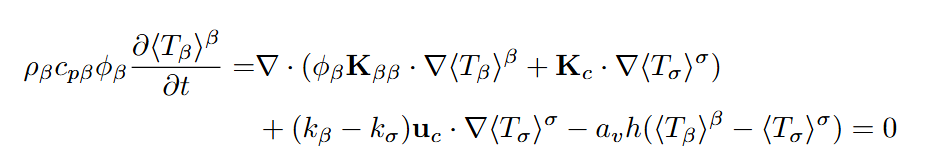 ρ_β c_{pβ} ϕ_β ∂⟨T_β⟩^β / ∂t = ∇ · (ϕ_β 𝐊_{ββ} · ∇⟨T_β⟩^β + 𝐊_c · ∇⟨T_σ⟩^σ)
+ (k_β − k_σ)𝐮_c · ∇⟨T_σ⟩^σ − a_v h(⟨T_β⟩^β − ⟨T_σ⟩^σ) = 0